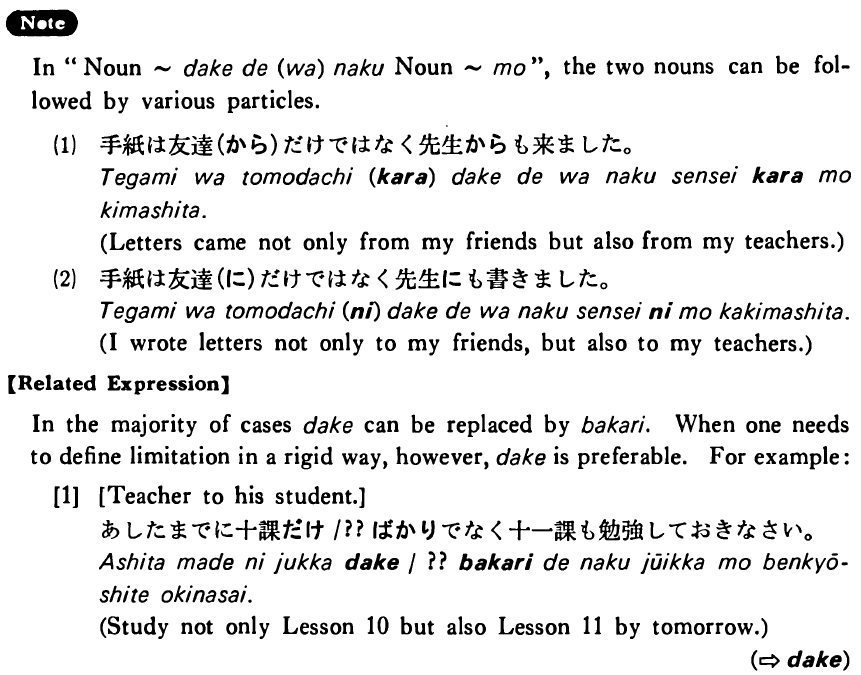 Note
In “Noun ~ dake de (wa) naku Noun ~ mo”, the two nouns can be fol-
lowed by various particles.
(1) 手紙は友達(から)だけではなく先生からも来ました。
Tegami wa tomodachi (kara) dake de wa naku sensei kara mo
kimashita.
(Letters came not only from my friends but also from my teachers.)
(2) 手紙は友達(に)だけではなく先生にも書きました。
Tegami wa tomodachi (ni) dake de wa naku sensei ni mo kakimashita.
(I wrote letters not only to my friends, but also to my teachers.)
【Related Expression】
In the majority of cases dake can be replaced by bakari. When one needs
to define limitation in a rigid way, however, dake is preferable. For example:
[1] [Teacher to his student.]
あしたまでに十課だけ /?? ばかりでなく十一課も勉強しておきなさい。
Ashita made ni jukka dake / ?? bakari de naku jūikka mo benkyō-
shite okinasai.
(Study not only Lesson 10 but also Lesson 11 by tomorrow.)
(⇨ dake)